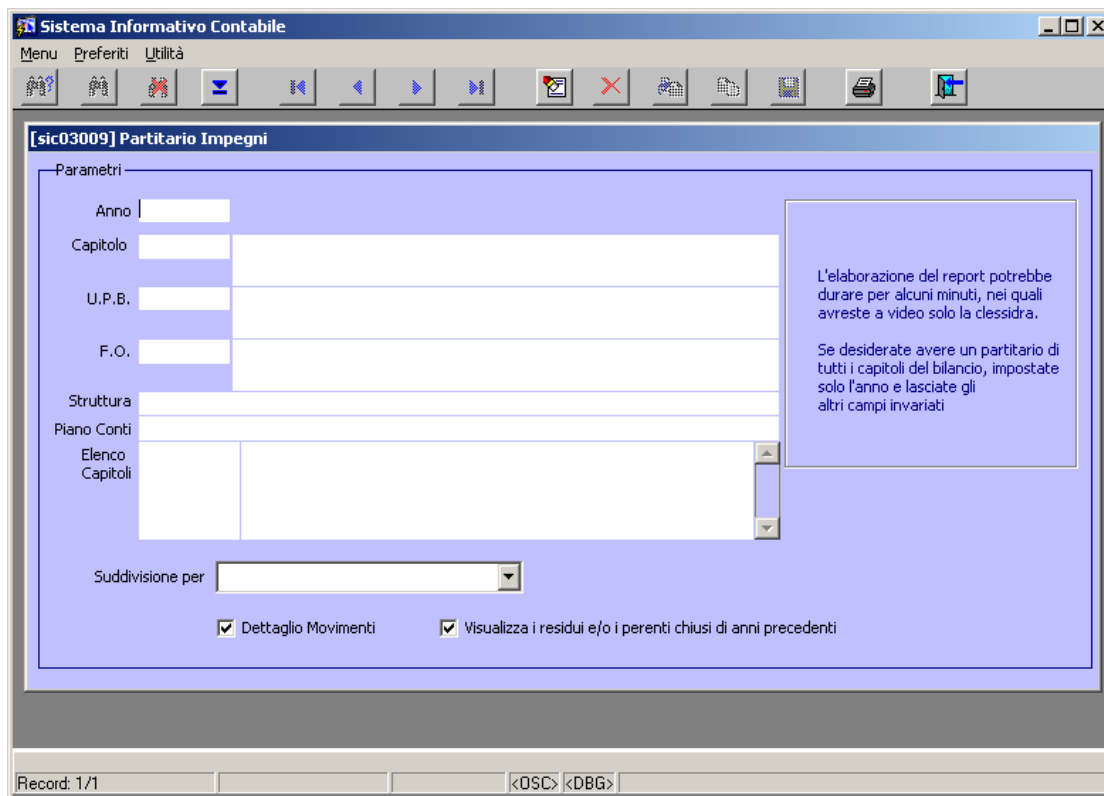 Sistema Informativo Contabile
Menu Preferiti Utilità
[sic03009] Partitario Impegni
Parametri
Anno
Capitolo
U.P.B.
F.O.
Struttura
Piano Conti
Elenco
Capitoli
L'elaborazione del report potrebbe
durare per alcuni minuti, nei quali
avreste a video solo la clessidra.
Se desiderate avere un partitario di
tutti i capitoli del bilancio, impostate
solo l'anno e lasciate gli
altri campi invariati
Suddivisione per
Dettaglio Movimenti Visualizza i residui e/o i perenti chiusi di anni precedenti
Record: 1/1 <OSC> <DBG>